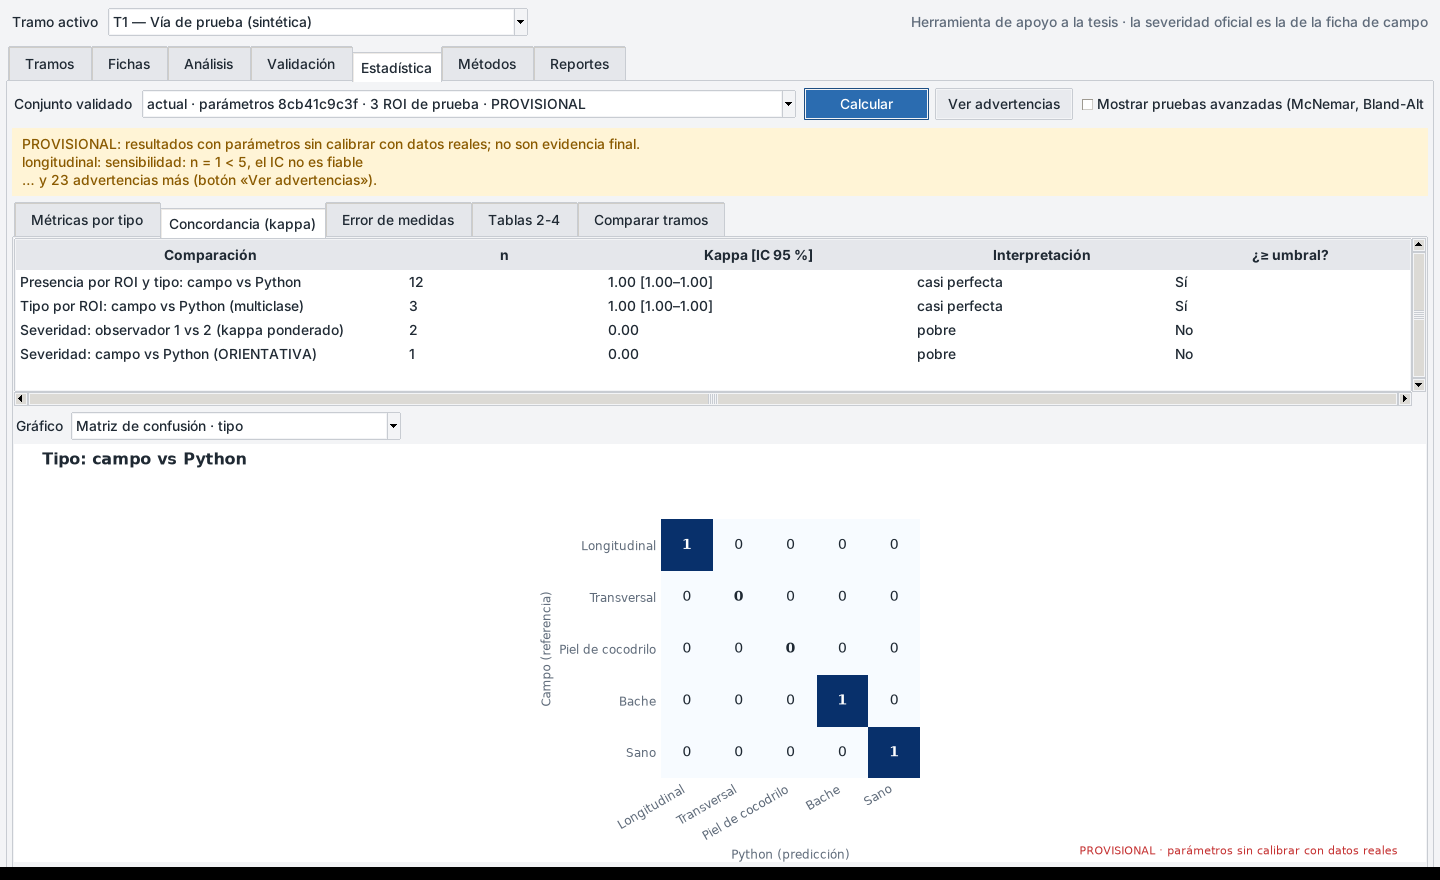 Tramo activo T1 — Vía de prueba (sintética) Herramienta de apoyo a la tesis · la severidad oficial es la de la ficha de campo
Tramos Fichas Análisis Validación Estadística Métodos Reportes
Conjunto validado actual · parámetros 8cb41c9c3f · 3 ROI de prueba · PROVISIONAL Calcular Ver advertencias Mostrar pruebas avanzadas (McNemar, Bland-Alt
PROVISIONAL: resultados con parámetros sin calibrar con datos reales; no son evidencia final.
longitudinal: sensibilidad: n = 1 < 5, el IC no es fiable
... y 23 advertencias más (botón «Ver advertencias»).
Métricas por tipo Concordancia (kappa) Error de medidas Tablas 2-4 Comparar tramos
Comparación n Kappa [IC 95 %] Interpretación ¿≥ umbral?
Presencia por ROI y tipo: campo vs Python 12 1.00 [1.00–1.00] casi perfecta Sí
Tipo por ROI: campo vs Python (multiclase) 3 1.00 [1.00–1.00] casi perfecta Sí
Severidad: observador 1 vs 2 (kappa ponderado) 2 0.00 pobre No
Severidad: campo vs Python (ORIENTATIVA) 1 0.00 pobre No
Gráfico Matriz de confusión · tipo
Tipo: campo vs Python
Campo (referencia)
Longitudinal 1 0 0 0 0
Transversal 0 0 0 0 0
Piel de cocodrilo 0 0 0 0 0
Bache 0 0 0 1 0
Sano 0 0 0 0 1
Longitudinal Transversal Piel de cocodrilo Bache Sano
Python (predicción)
PROVISIONAL · parámetros sin calibrar con datos reales